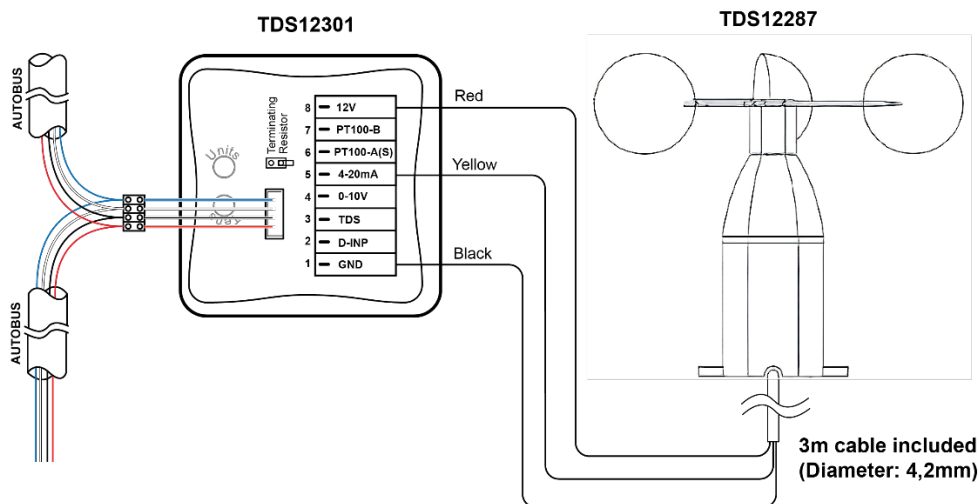 TDS12301
TDS12287
AUTOBUS
Units
Terminating
Resistor
8 12V
7 PT100-B
6 PT100-A(S)
5 4-20mA
4 0-10V
3 TDS
2 D-INP
1 GND
Red
Yellow
Black
AUTOBUS
3m cable included
(Diameter: 4,2mm)